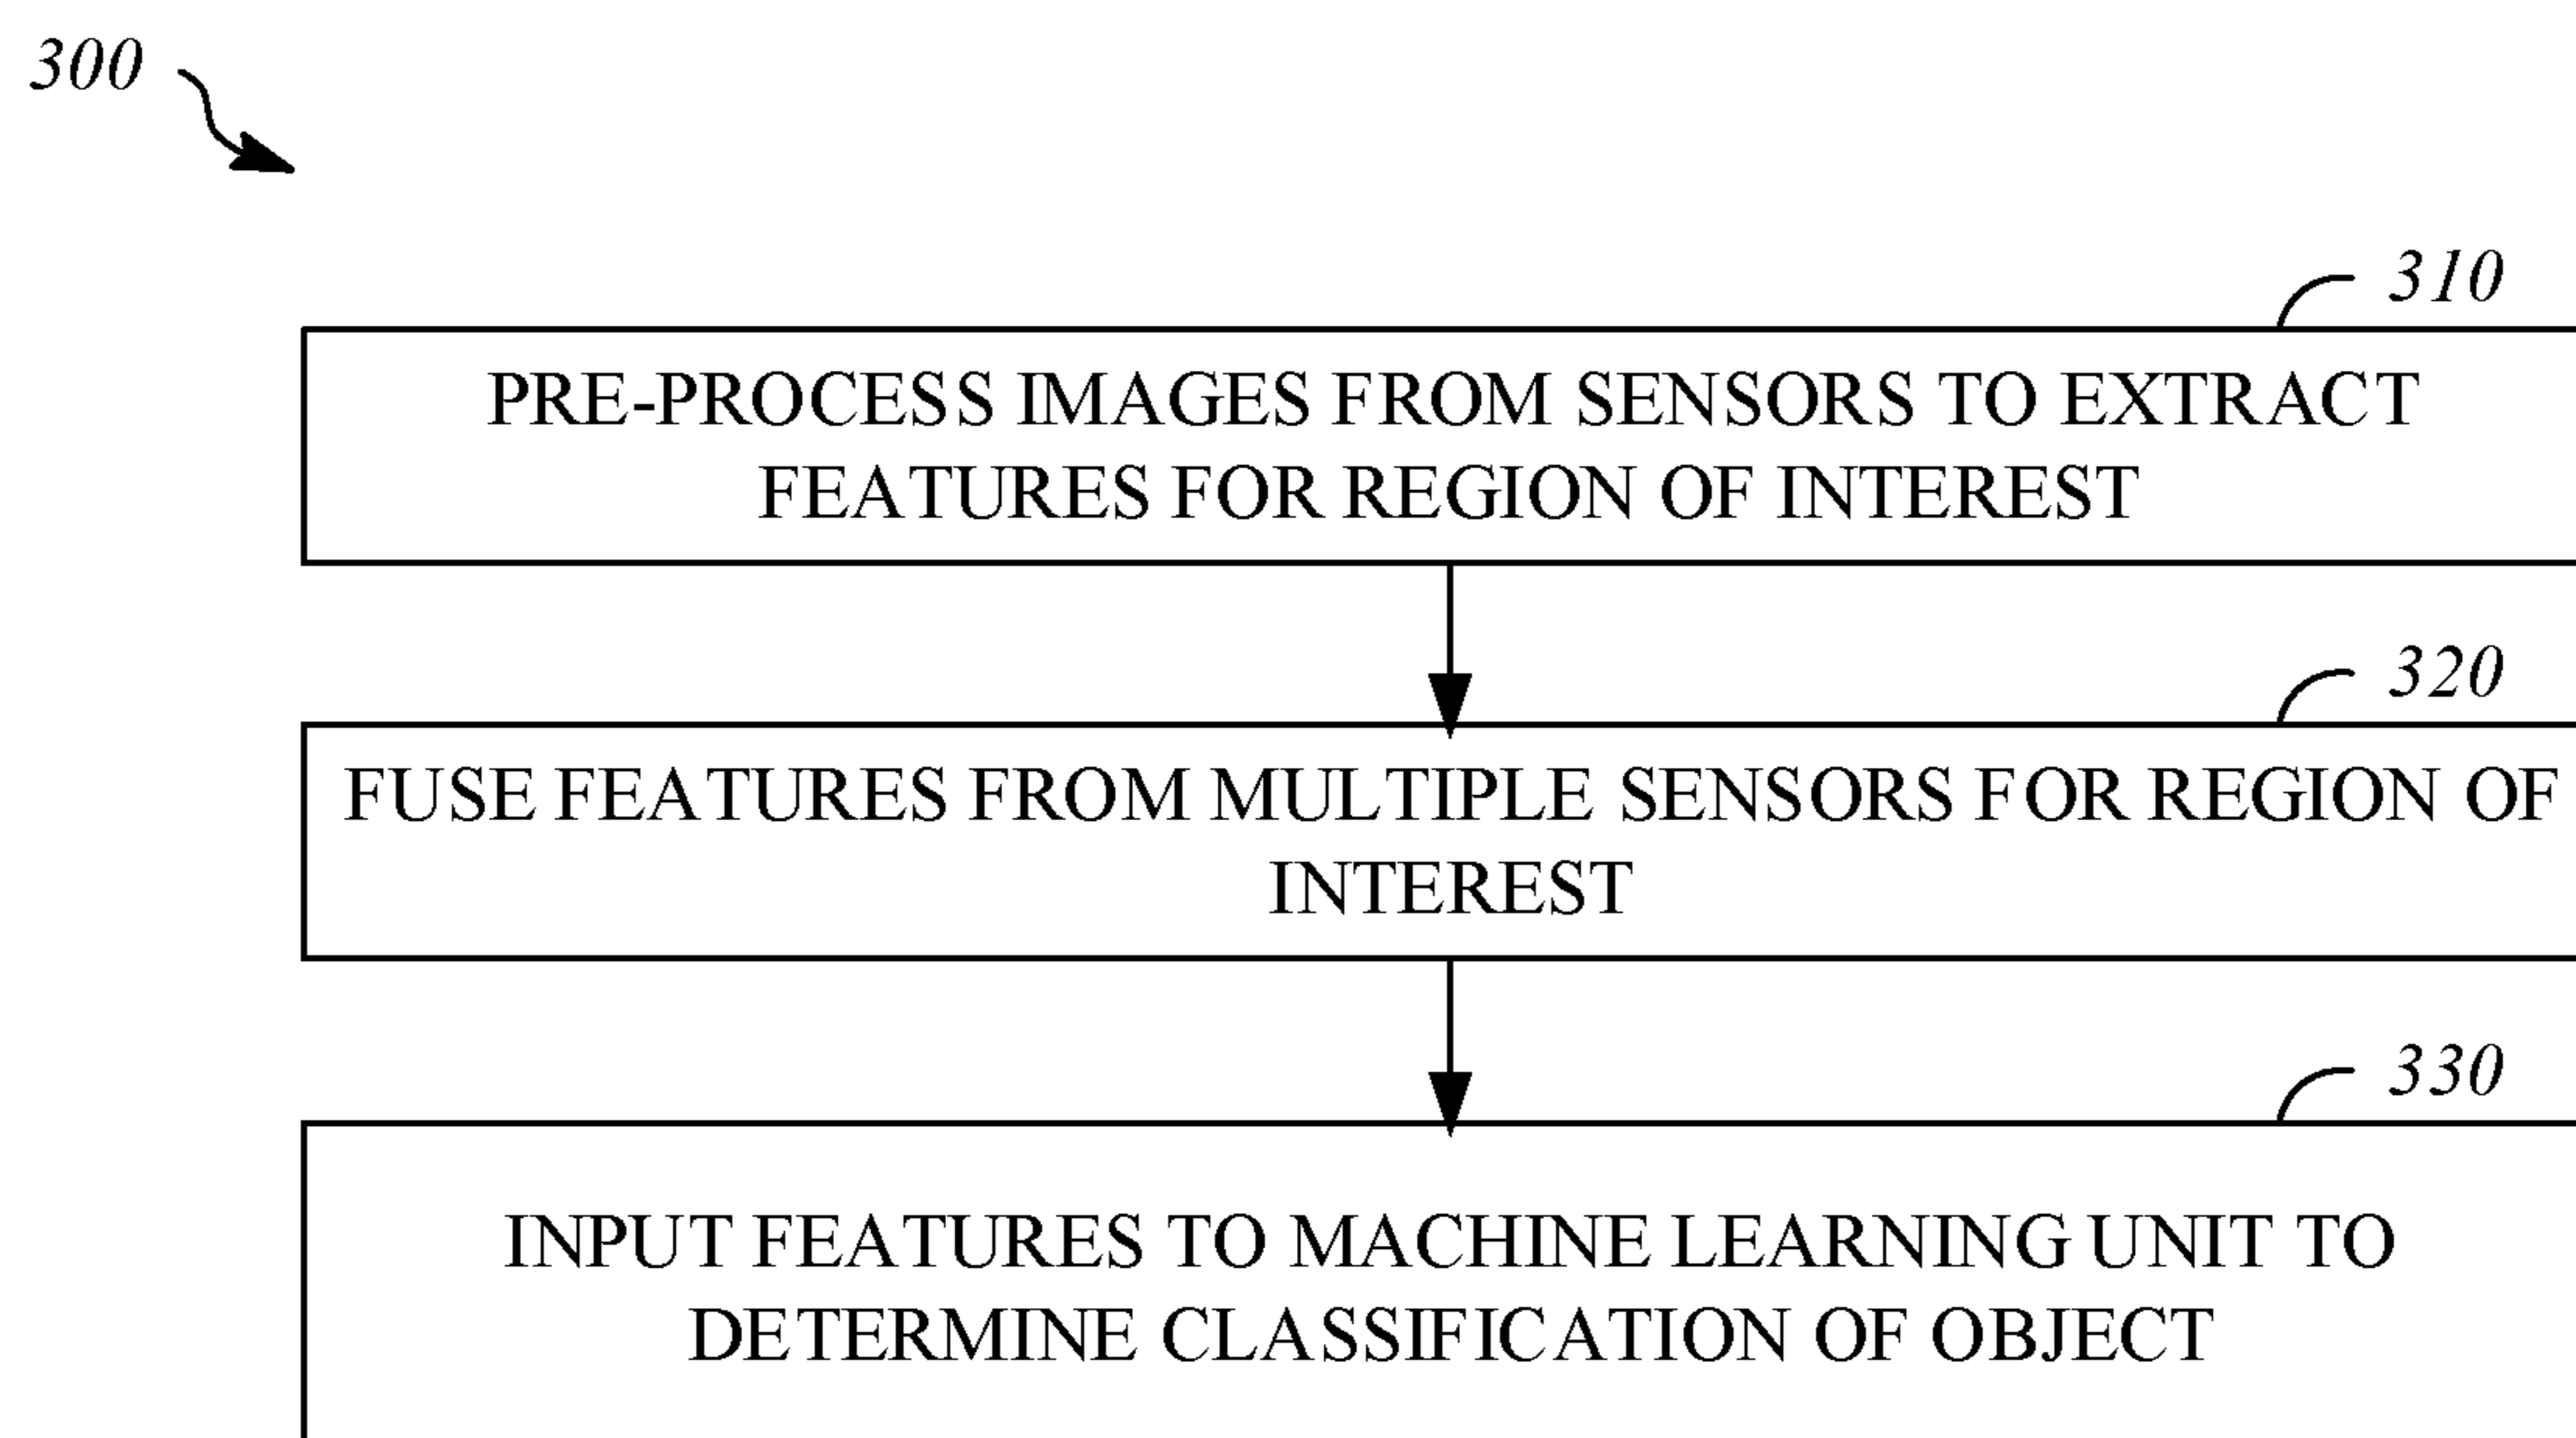 300
310
PRE-PROCESS IMAGES FROM SENSORS TO EXTRACT
FEATURES FOR REGION OF INTEREST
320
FUSE FEATURES FROM MULTIPLE SENSORS FOR REGION OF
INTEREST
330
INPUT FEATURES TO MACHINE LEARNING UNIT TO
DETERMINE CLASSIFICATION OF OBJECT